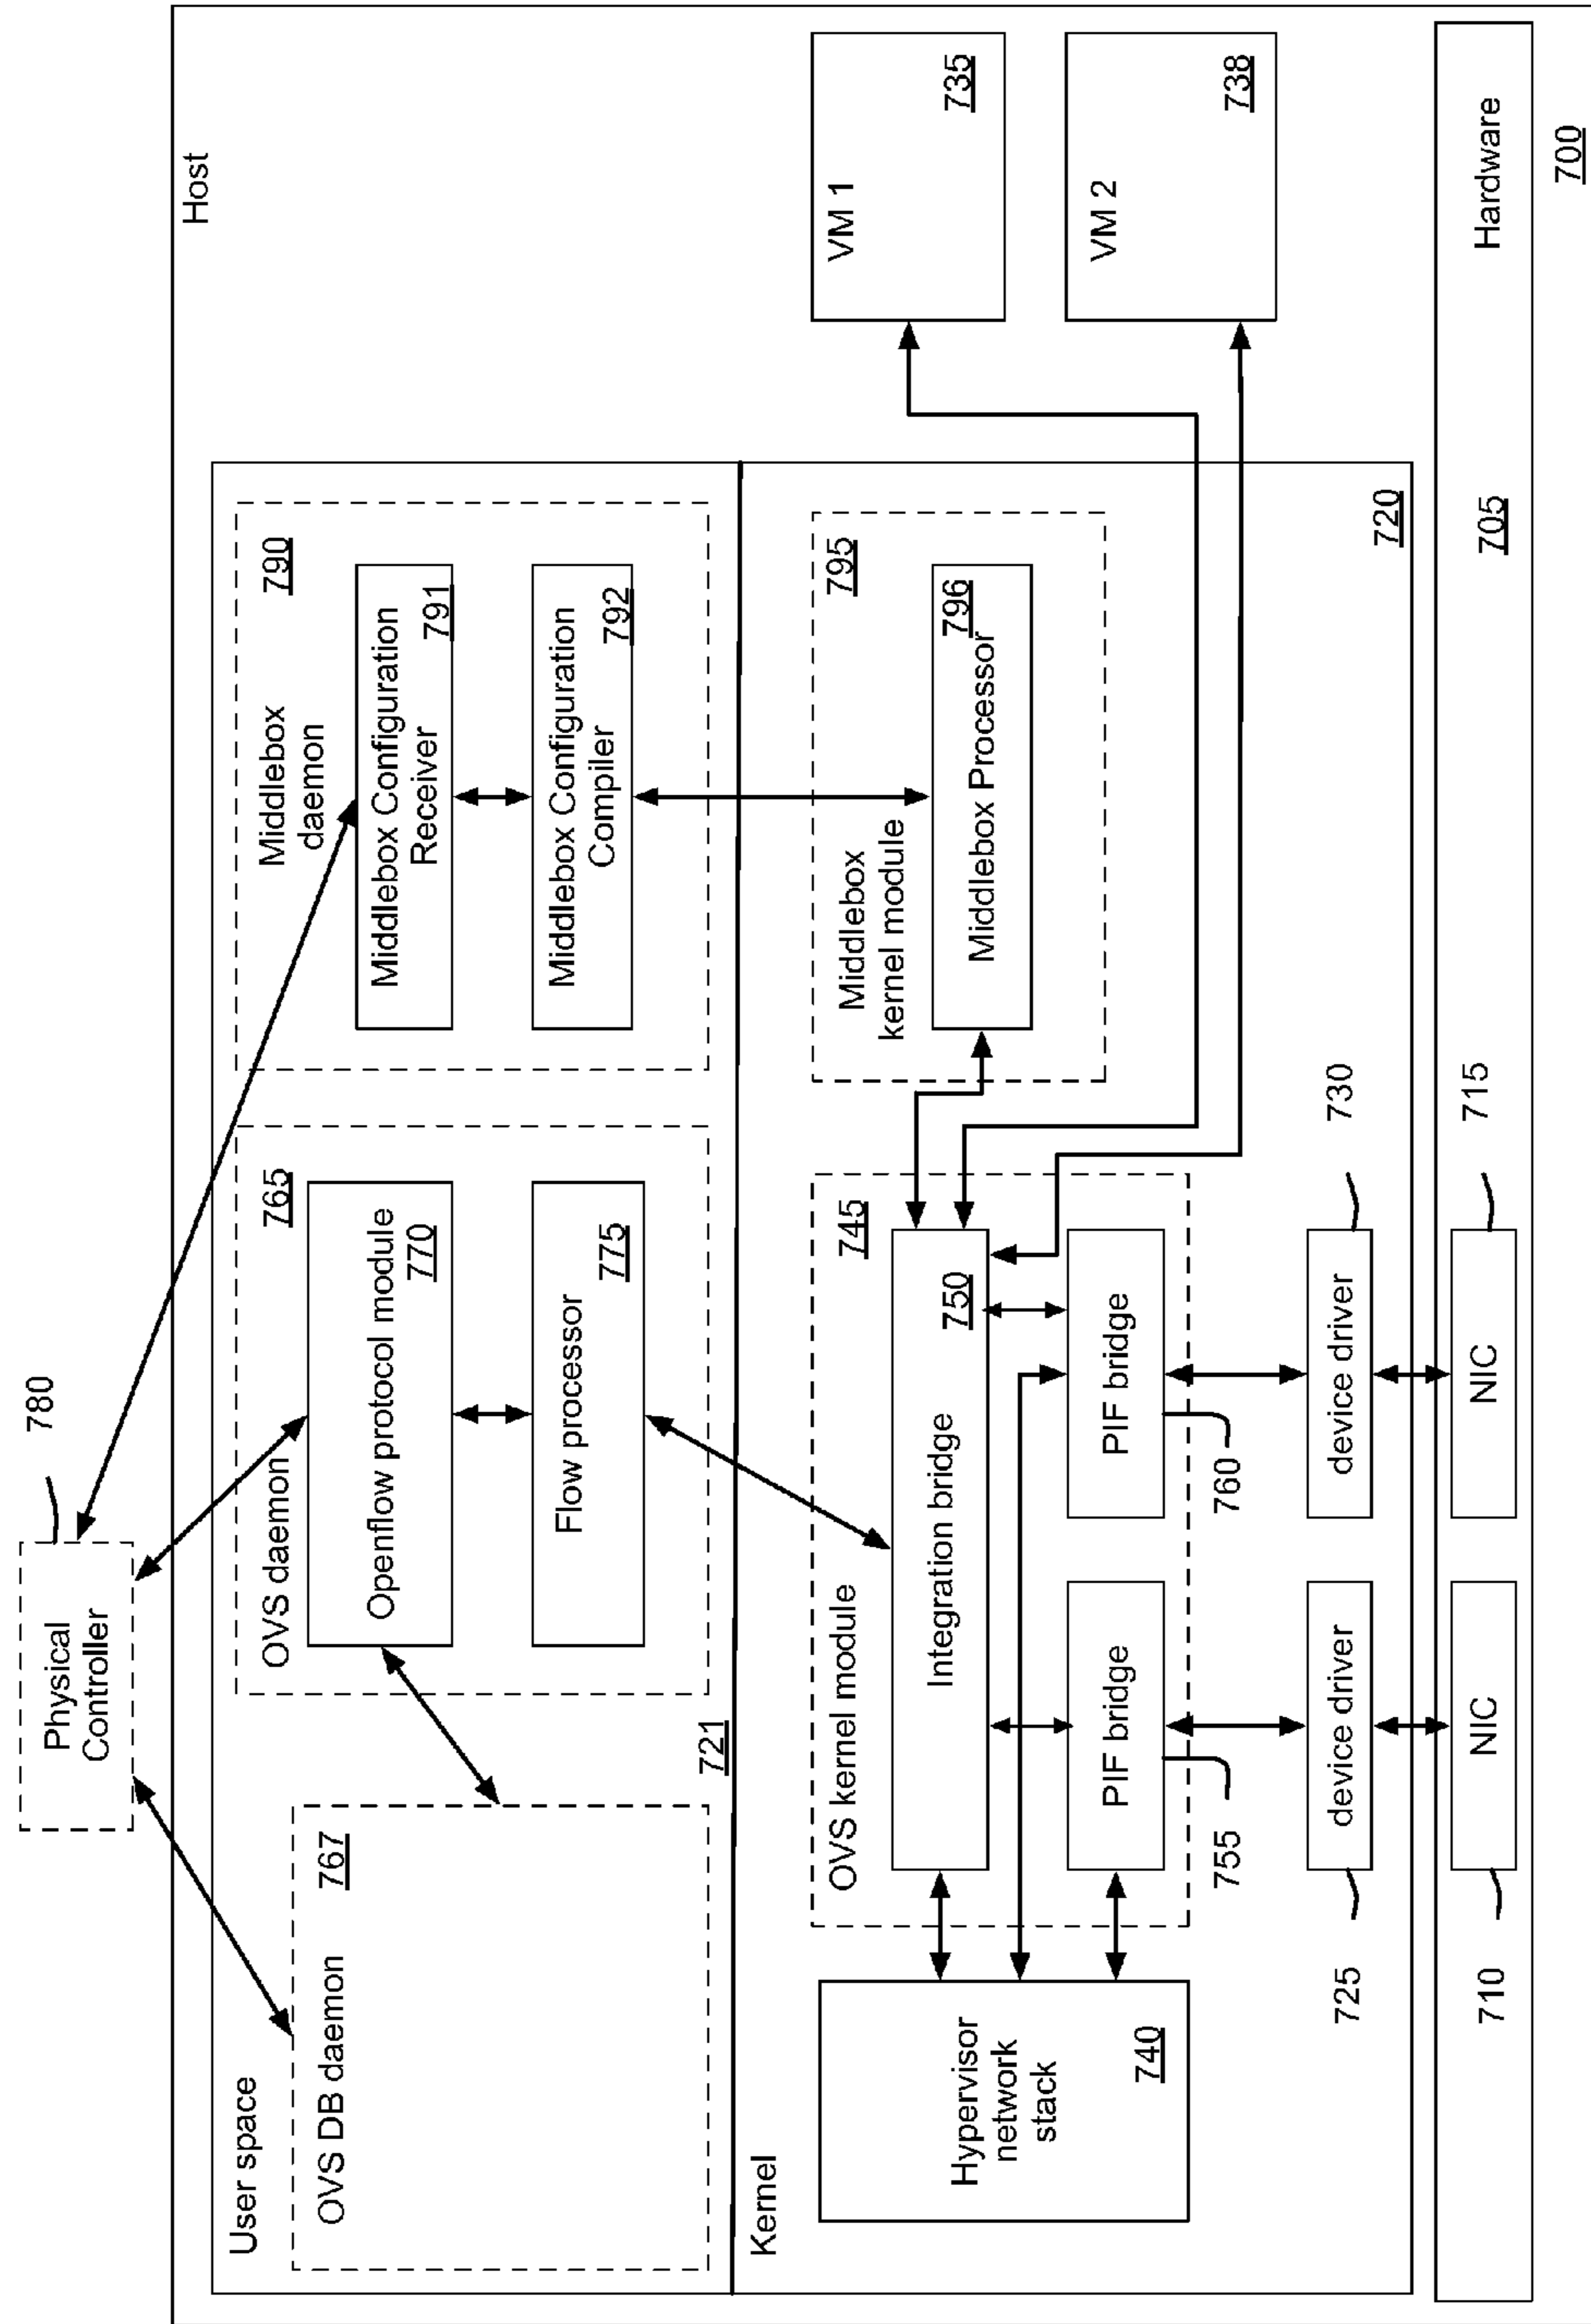 780
Physical
Controller
Host
User space
OVS DB daemon
767
721
OVS daemon
765
Openflow protocol module
770
Flow processor
775
Middlebox
daemon
790
Middlebox Configuration
Receiver
791
Middlebox Configuration
Compiler
792
Kernel
Hypervisor
network
stack
740
OVS kernel module
745
Integration bridge
750
PIF bridge
755
PIF bridge
760
Middlebox
kernel module
795
Middlebox Processor
796
VM 1
735
VM 2
738
725
device driver
device driver
730
720
710
NIC
NIC
715
705
Hardware
700